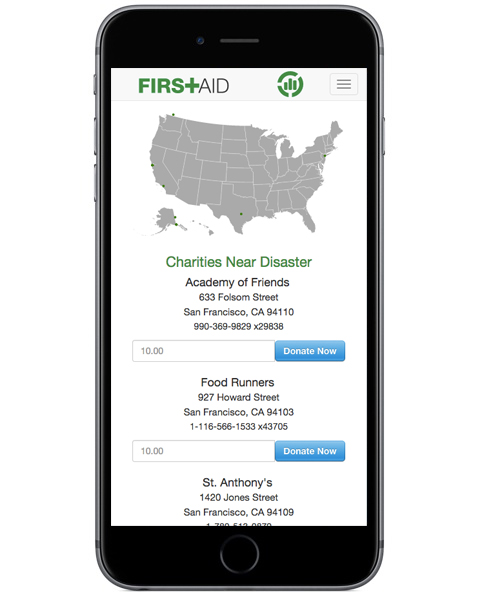 FIRST AID
Charities Near Disaster
Academy of Friends
633 Folsom Street
San Francisco, CA 94110
990-369-9829 x29838
10.00 Donate Now
Food Runners
927 Howard Street
San Francisco, CA 94103
1-116-566-1533 x43705
10.00 Donate Now
St. Anthony's
1420 Jones Street
San Francisco, CA 94109